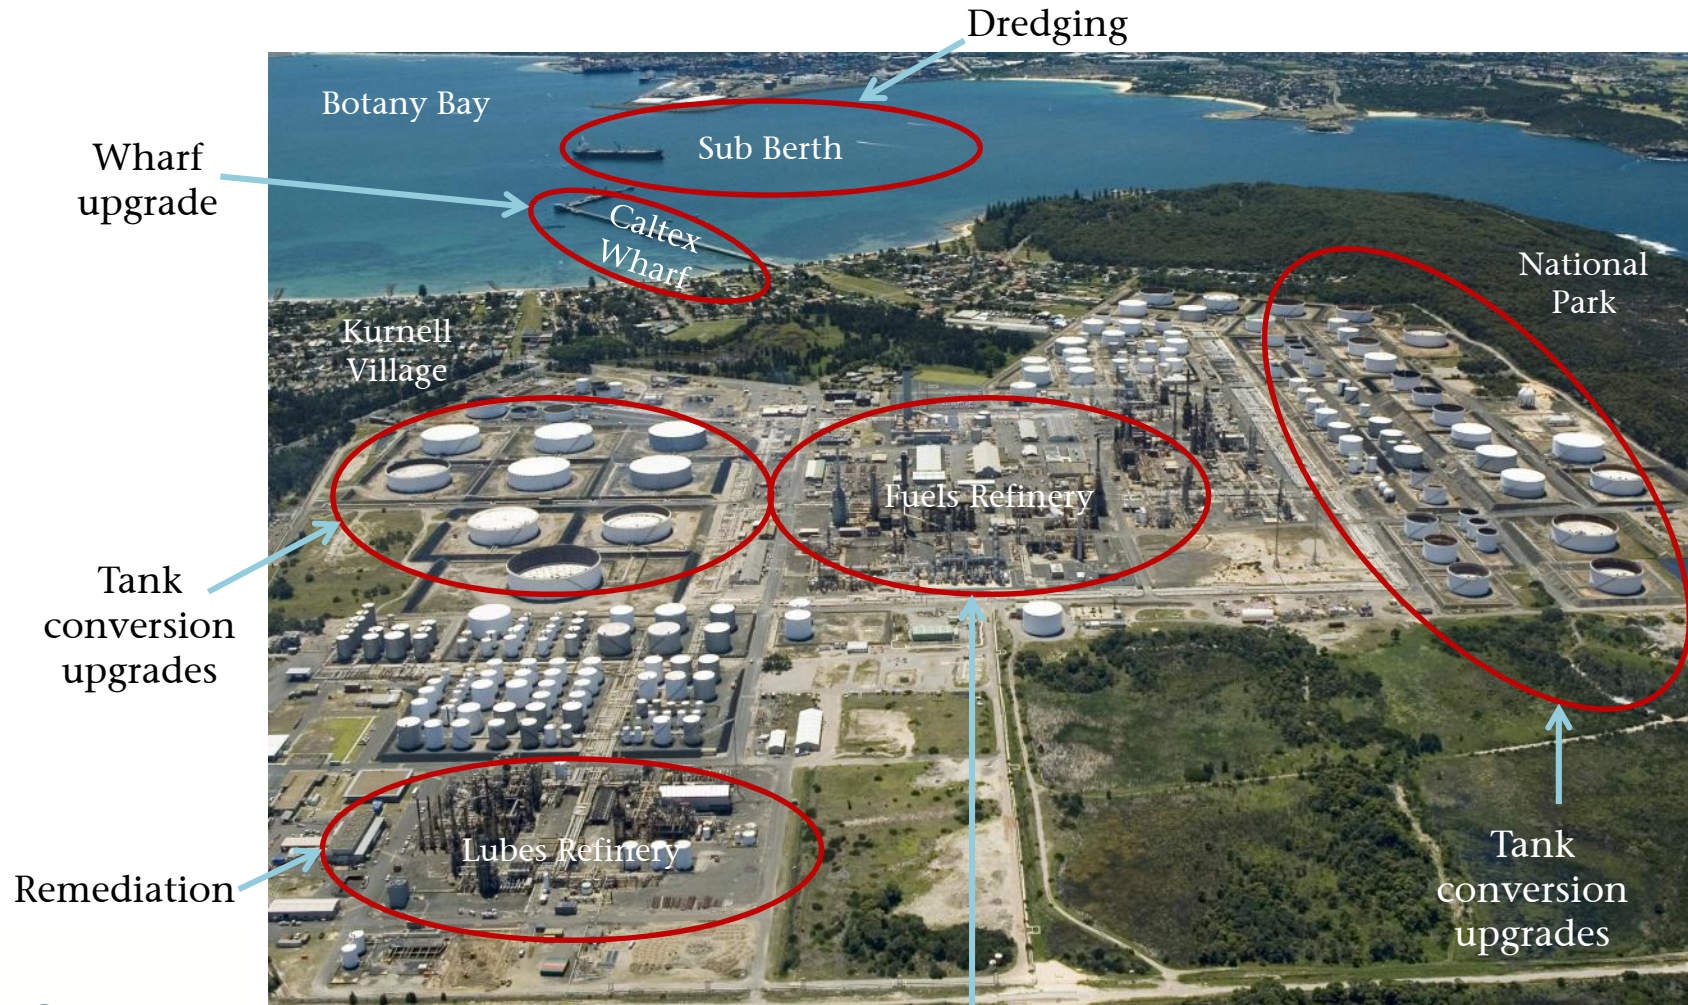 Dredging
Botany Bay
Wharf
upgrade
Sub Berth
Caltex
Wharf
National
Park
Kurnell
Village
Fuels Refinery
Tank
conversion
upgrades
Lubes Refinery
Remediation
Tank
conversion
upgrades